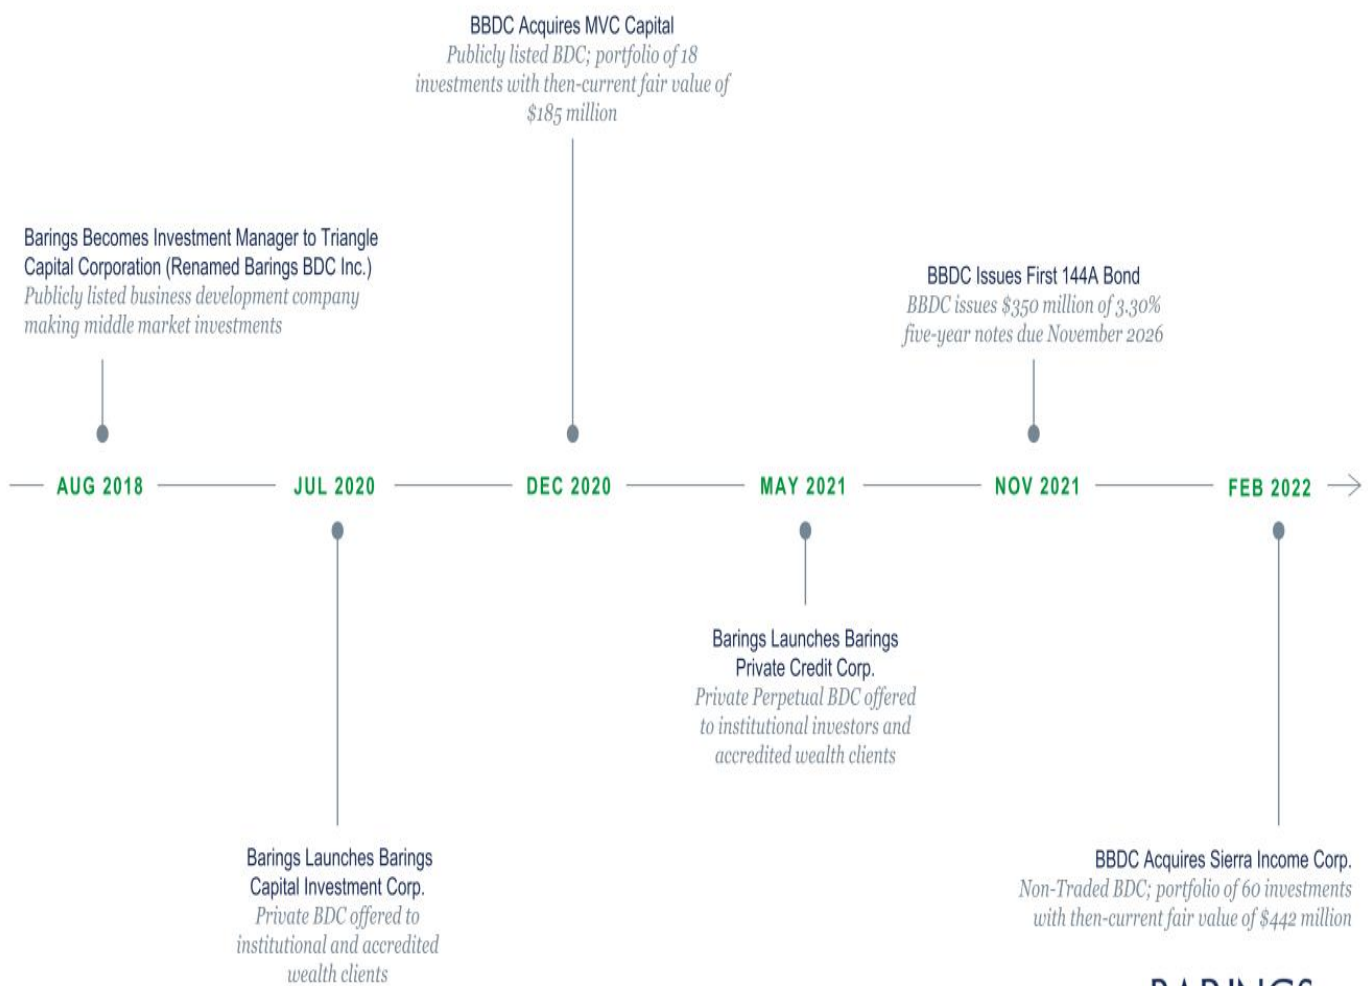 BBDC Acquires MVC Capital
Publicly listed BDC; portfolio of 18
investments with then-current fair value of
$185 million
Barings Becomes Investment Manager to Triangle
Capital Corporation (Renamed Barings BDC Inc.)
Publicly listed business development company
making middle market investments
BBDC Issues First 144A Bond
BBDC issues $350 million of 3.30%
five-year notes due November 2026
AUG 2018
JUL 2020
DEC 2020
MAY 2021
NOV 2021
FEB 2022
Barings Launches Barings
Private Credit Corp.
Private Perpetual BDC offered
to institutional investors and
accredited wealth clients
Barings Launches Barings
Capital Investment Corp.
Private BDC offered to
institutional and accredited
wealth clients
BBDC Acquires Sierra Income Corp.
Non-Traded BDC; portfolio of 60 investments
with then-current fair value of $442 million
BARINGS